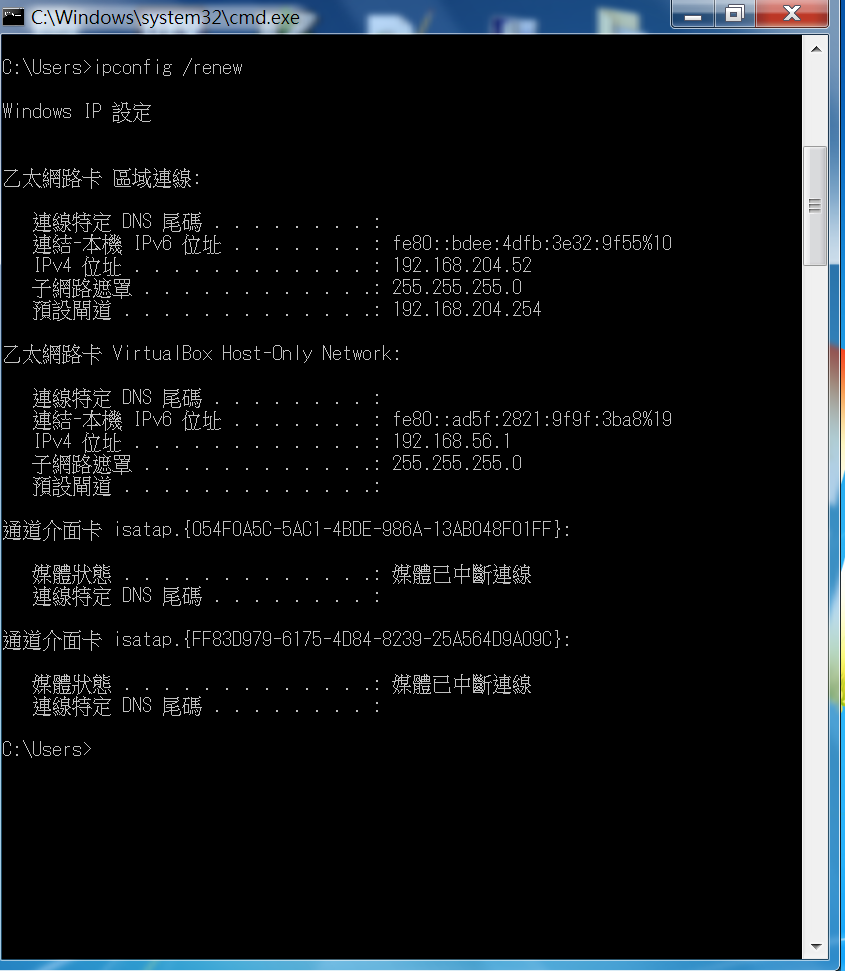 C:\Windows\system32\cmd.exe
C:\Users>ipconfig /renew
Windows IP 設定
乙太網路卡 區域連線:
連線特定 DNS 尾碼 . . . . . . . . :
連結-本機 IPv6 位址 . . . . . . . : fe80::bdee:4dfb:3e32:9f55%10
IPv4 位址 . . . . . . . . . . . . : 192.168.204.52
子網路遮罩 . . . . . . . . . . . .: 255.255.255.0
預設閘道 . . . . . . . . . . . . .: 192.168.204.254
乙太網路卡 VirtualBox Host-Only Network:
連線特定 DNS 尾碼 . . . . . . . . :
連結-本機 IPv6 位址 . . . . . . . : fe80::ad5f:2821:9f9f:3ba8%19
IPv4 位址 . . . . . . . . . . . . : 192.168.56.1
子網路遮罩 . . . . . . . . . . . .: 255.255.255.0
預設閘道 . . . . . . . . . . . . .:
通道介面卡 isatap.{054F0A5C-5AC1-4BDE-986A-13AB048F01FF}:
媒體狀態 . . . . . . . . . . . . .: 媒體已中斷連線
連線特定 DNS 尾碼 . . . . . . . . :
通道介面卡 isatap.{FF83D979-6175-4D84-8239-25A564D9A09C}:
媒體狀態 . . . . . . . . . . . . .: 媒體已中斷連線
連線特定 DNS 尾碼 . . . . . . . . :
C:\Users>